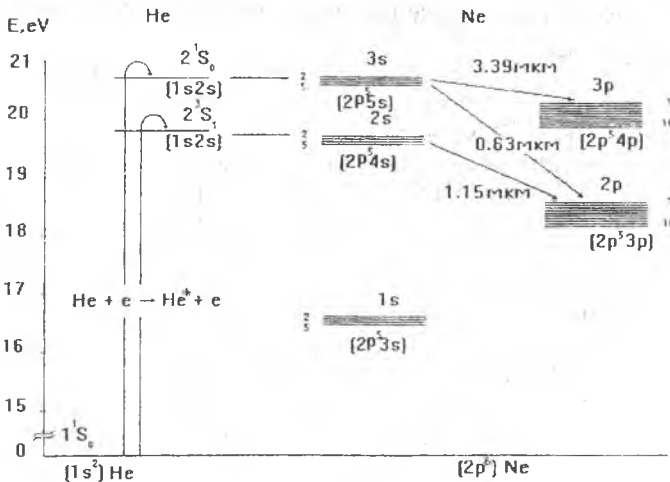 E,eV He Ne
21 2¹S₀ 3s 3.39мкм 3p
[1s2s] [2p⁵5s] [2p⁵4p]
20 2³S₁ 2s 0.63мкм
[1s2s] [2p⁵4s]
19 1.15мкм 2p
18 [2p⁵3p]
17 He + e → He* + e 1s
16 [2p⁵3s]
15
1¹S₀
0
[1s²] He [2p⁶] Ne